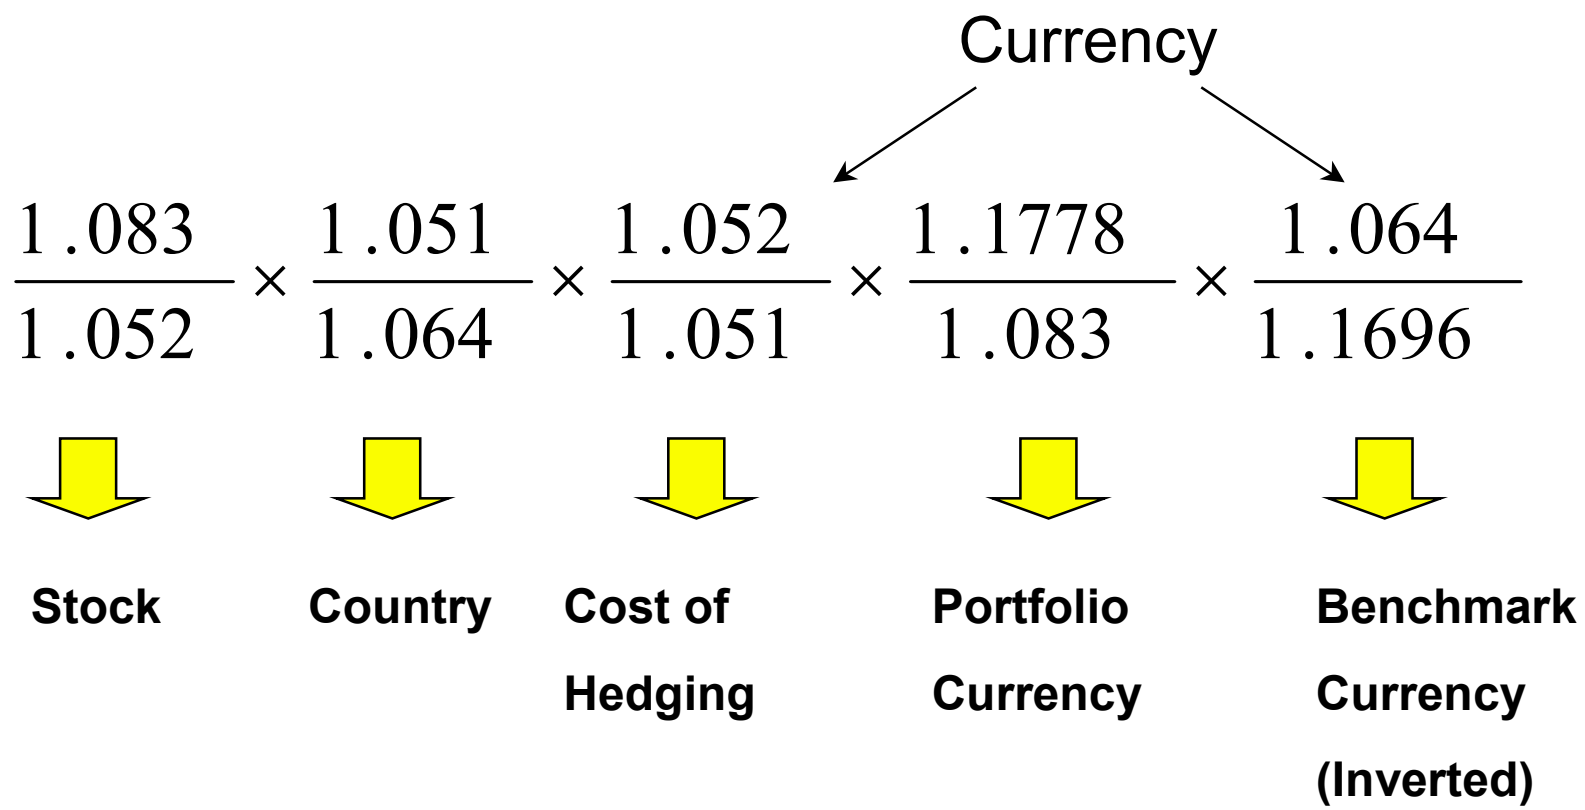 Currency
1.083 1.051 1.052 1.1778 1.064
× × × ×
1.052 1.064 1.051 1.083 1.1696
Stock Country Cost of Portfolio Benchmark
Hedging Currency Currency
(Inverted)